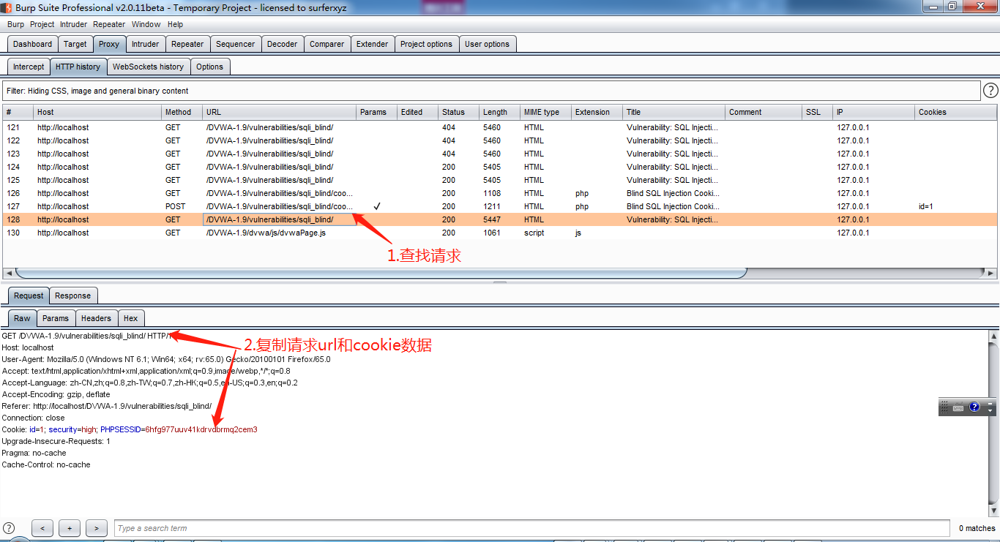 Burp Suite Professional v2.0.11beta - Temporary Project - licensed to surferxyz
Burp Project Intruder Repeater Window Help
Dashboard Target Proxy Intruder Repeater Sequencer Decoder Comparer Extender Project options User options
Intercept HTTP history WebSockets history Options
Filter: Hiding CSS, image and general binary content
# Host Method URL Params Edited Status Length MIME type Extension Title Comment SSL IP Cookies
121 http://localhost GET /DVWA-1.9/vulnerabilities/sqli_blind/ 404 5460 HTML Vulnerability: SQL Injecti... 127.0.0.1
122 http://localhost GET /DVWA-1.9/vulnerabilities/sqli_blind/ 404 5460 HTML Vulnerability: SQL Injecti... 127.0.0.1
123 http://localhost GET /DVWA-1.9/vulnerabilities/sqli_blind/ 404 5460 HTML Vulnerability: SQL Injecti... 127.0.0.1
124 http://localhost GET /DVWA-1.9/vulnerabilities/sqli_blind/ 200 5405 HTML Vulnerability: SQL Injecti... 127.0.0.1
125 http://localhost GET /DVWA-1.9/vulnerabilities/sqli_blind/ 200 5405 HTML Vulnerability: SQL Injecti... 127.0.0.1
126 http://localhost GET /DVWA-1.9/vulnerabilities/sqli_blind/coo... 200 1108 HTML php Blind SQL Injection Cooki... 127.0.0.1
127 http://localhost POST /DVWA-1.9/vulnerabilities/sqli_blind/coo... ✓ 200 1211 HTML php Blind SQL Injection Cooki... 127.0.0.1 id=1
128 http://localhost GET /DVWA-1.9/vulnerabilities/sqli_blind/ 200 5447 HTML Vulnerability: SQL Injecti... 127.0.0.1
130 http://localhost GET /DVWA-1.9/dvwa/js/dvwaPage.js 200 1061 script js 127.0.0.1
1.查找请求
Request Response
Raw Params Headers Hex
GET /DVWA-1.9/vulnerabilities/sqli_blind/ HTTP/1
2.复制请求url和cookie数据
Host: localhost
User-Agent: Mozilla/5.0 (Windows NT 6.1; Win64; x64; rv:65.0) Gecko/20100101 Firefox/65.0
Accept: text/html,application/xhtml+xml,application/xml;q=0.9,image/webp,*/*;q=0.8
Accept-Language: zh-CN,zh;q=0.8,zh-TW;q=0.7,zh-HK;q=0.5,en-US;q=0.3,en;q=0.2
Accept-Encoding: gzip, deflate
Referer: http://localhost/DVWA-1.9/vulnerabilities/sqli_blind/
Connection: close
Cookie: id=1; security=high; PHPSESSID=6hfg977uuv41kdrvdbrmq2cem3
Upgrade-Insecure-Requests: 1
Pragma: no-cache
Cache-Control: no-cache
? < + > Type a search term 0 matches